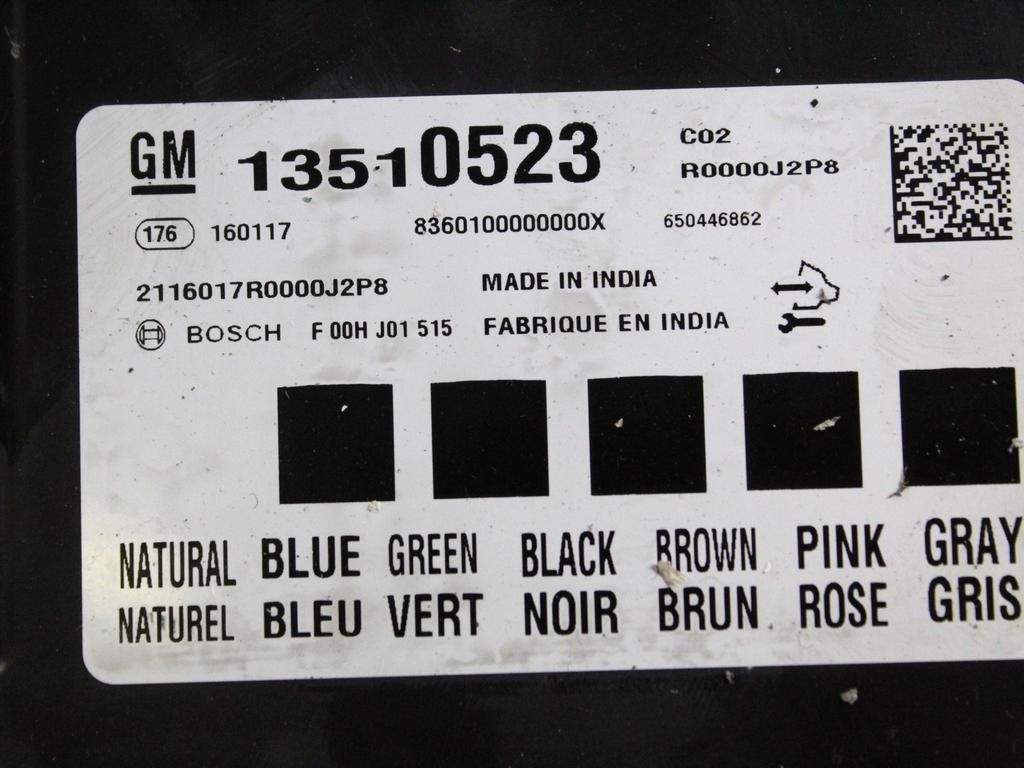 GM 13510523 CO2
R0000J2P8
176 160117 8360100000000X 650446862
2116017R0000J2P8 MADE IN INDIA
BOSCH F 00H J01 515 FABRIQUE EN INDIA
NATURAL BLUE GREEN BLACK BROWN PINK GRAY
NATUREL BLEU VERT NOIR BRUN ROSE GRIS